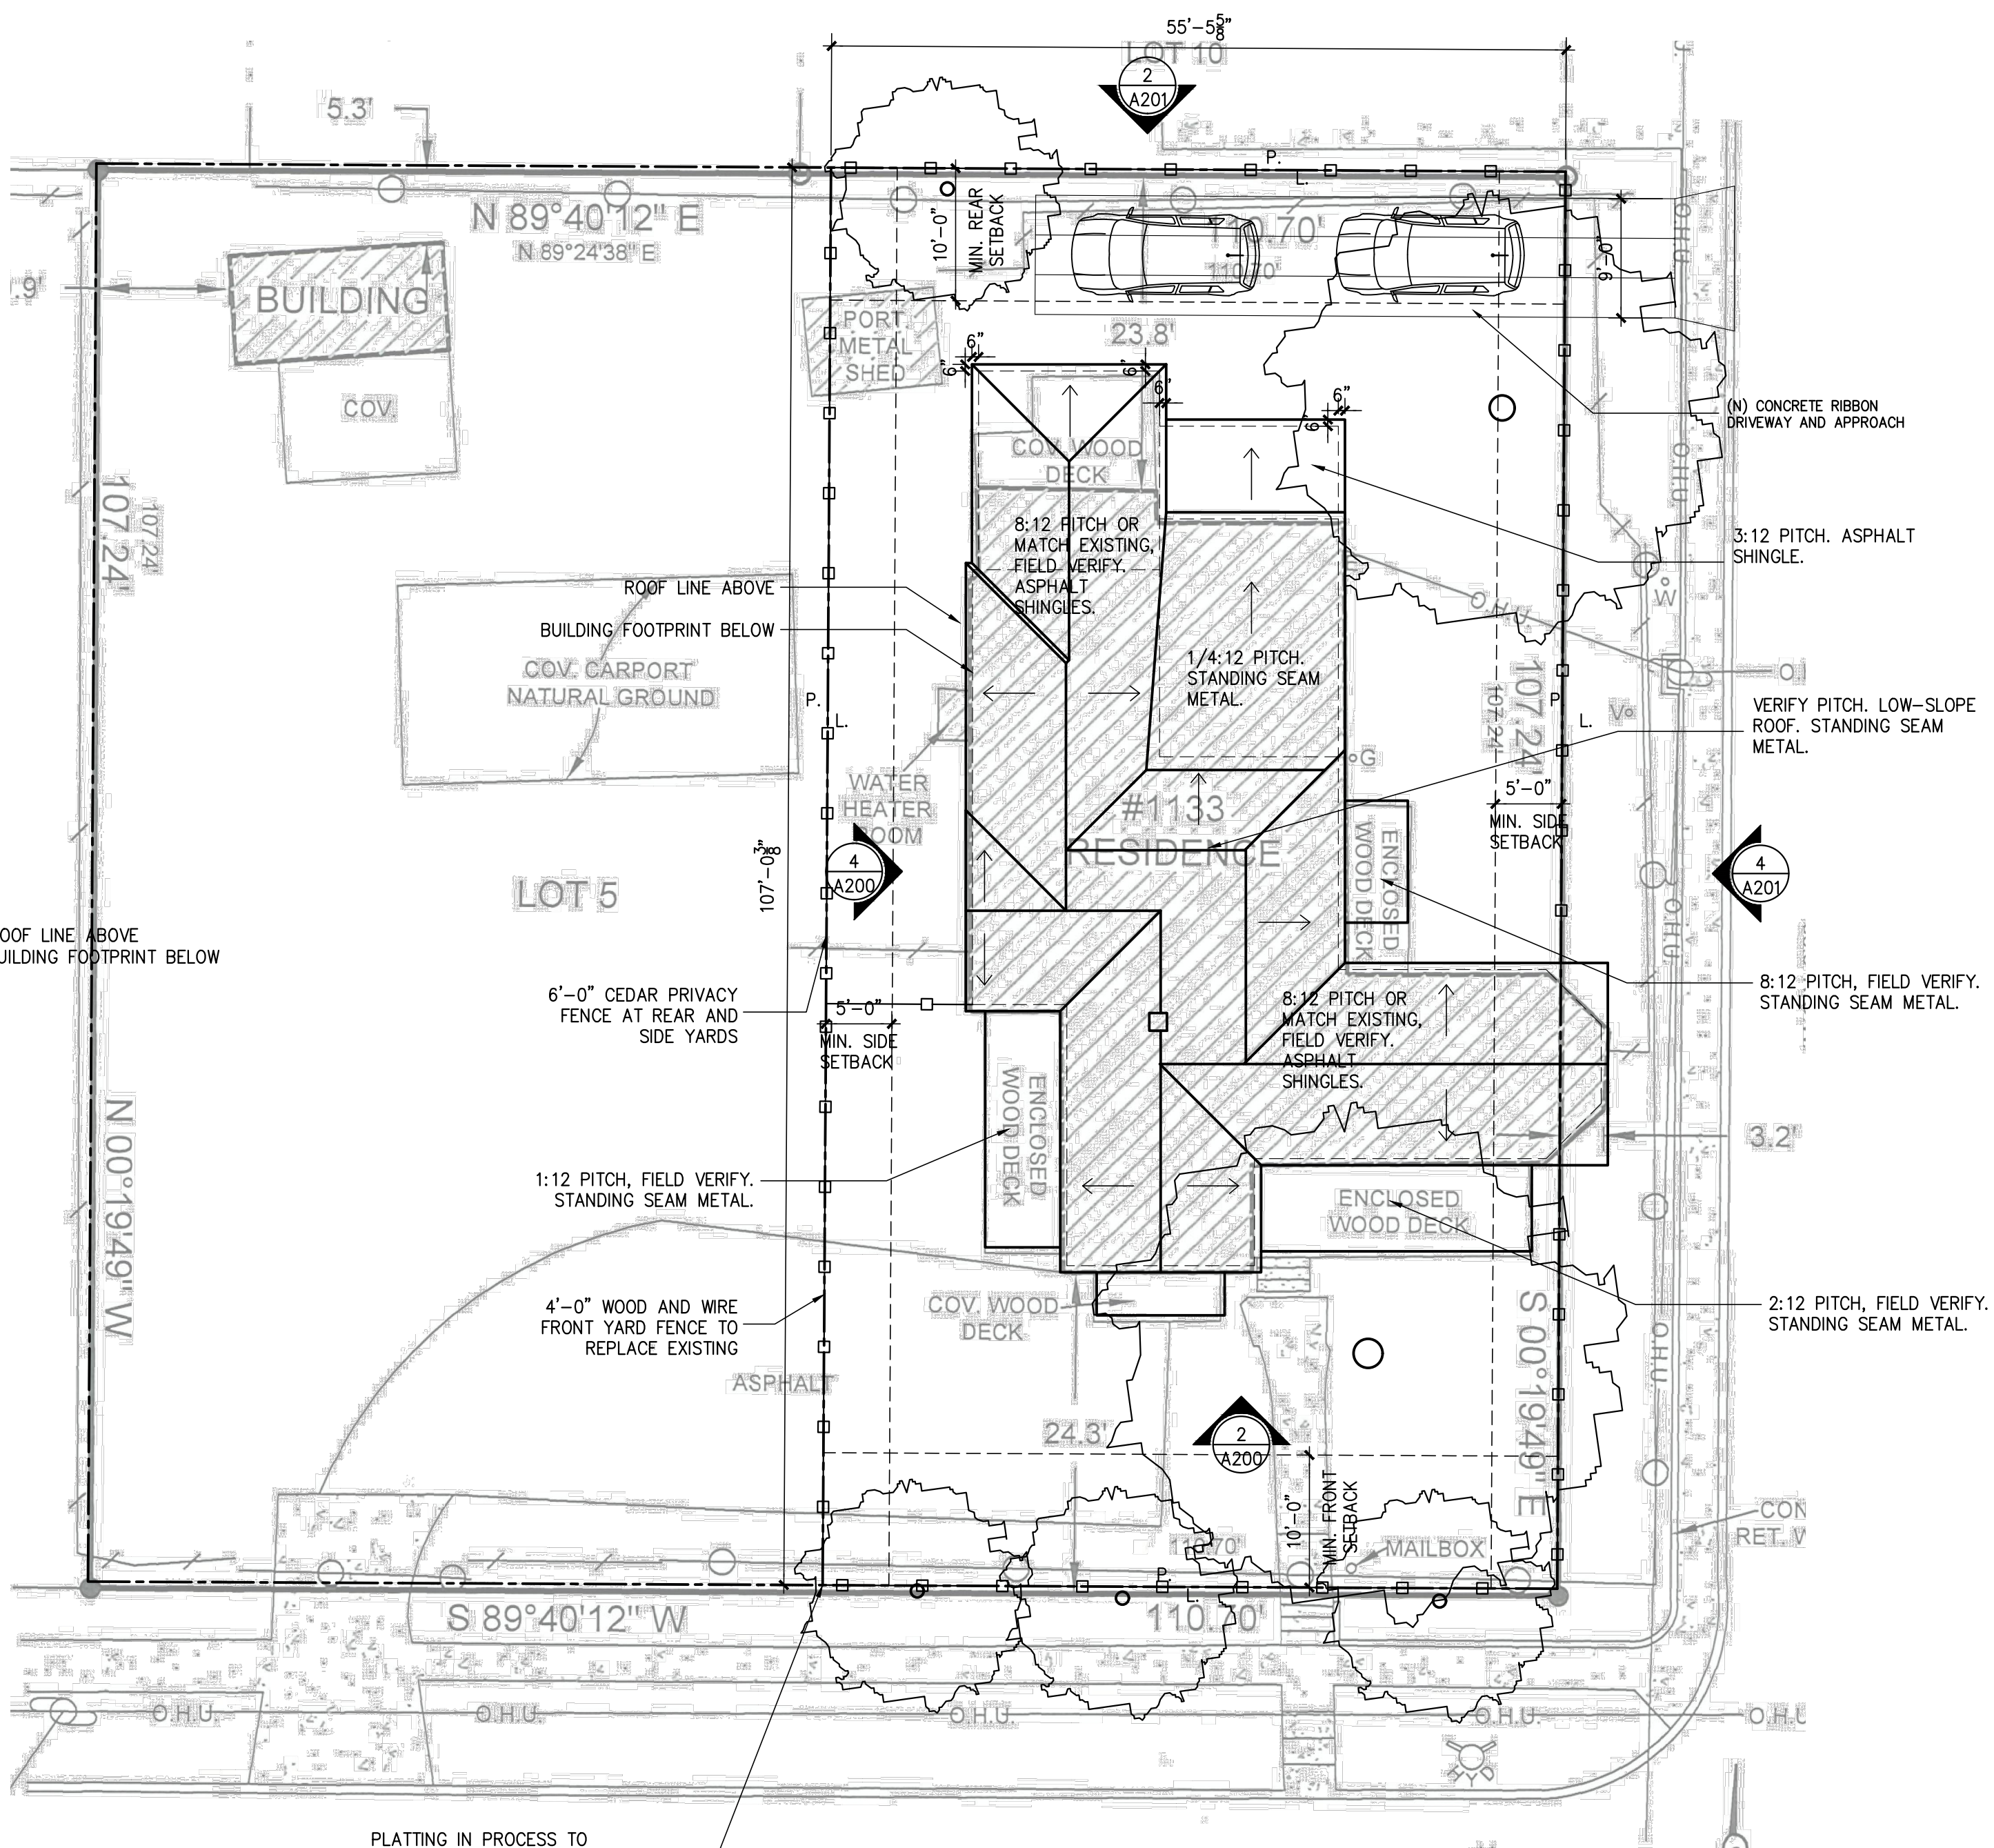 55'-5 5/8"
LOT 10
2
A201
5.3'
P.
L.
N 89°40'12" E
N 89°24'38" E
110.70'
110.70'
10'-0"
MIN. REAR
SETBACK
9'-0"
O.H.U.
.9'
BUILDING
COV.
PORT.
METAL
SHED
23.8'
6"
6"
6"
6"
6"
6"
(N) CONCRETE RIBBON
DRIVEWAY AND APPROACH
COV. WOOD
DECK
O.H.U.
107.24'
107.24'
8:12 PITCH OR
MATCH EXISTING,
FIELD VERIFY.
ASPHALT
SHINGLES.
3:12 PITCH. ASPHALT
SHINGLE.
ROOF LINE ABOVE
BUILDING FOOTPRINT BELOW
O.H.U.
W
COV. CARPORT
NATURAL GROUND
1/4:12 PITCH.
STANDING SEAM
METAL.
P.
L.
107.24'
107.24'
P.
L.
V
VERIFY PITCH. LOW-SLOPE
ROOF. STANDING SEAM
METAL.
G
WATER
HEATER
ROOM
5'-0"
MIN. SIDE
SETBACK
#1133
RESIDENCE
ENCLOSED
WOOD DECK
4
A200
4
A201
107'-0 3/8"
LOT 5
O.H.U.
OOF LINE ABOVE
UILDING FOOTPRINT BELOW
6'-0" CEDAR PRIVACY
FENCE AT REAR AND
SIDE YARDS
5'-0"
MIN. SIDE
SETBACK
8:12 PITCH OR
MATCH EXISTING,
FIELD VERIFY.
ASPHALT
SHINGLES.
8:12 PITCH, FIELD VERIFY.
STANDING SEAM METAL.
N 00°19'49" W
ENCLOSED
WOOD DECK
3.2'
1:12 PITCH, FIELD VERIFY.
STANDING SEAM METAL.
ENCLOSED
WOOD DECK
S 00°19'49" E
4'-0" WOOD AND WIRE
FRONT YARD FENCE TO
REPLACE EXISTING
COV. WOOD
DECK
2:12 PITCH, FIELD VERIFY.
STANDING SEAM METAL.
O.H.U.
ASPHALT
24.3'
2
A200
10'-0"
MIN. FRONT
SETBACK
CON
RET. W
110.70'
MAILBOX
P.
L.
S 89°40'12" W
110.70'
O.H.U.
O.H.U.
O.H.U.
O.H.U.
O.H.U
HYD
PLATTING IN PROCESS TO